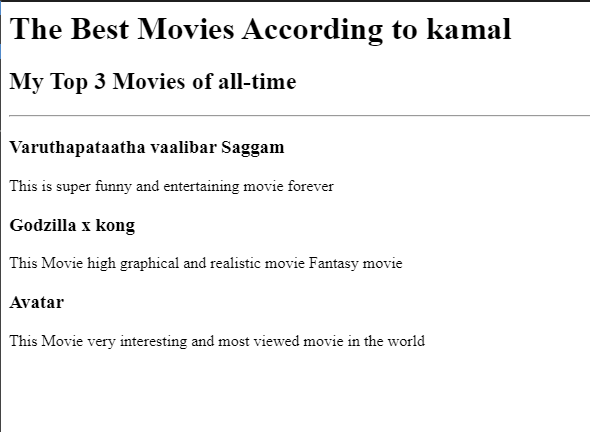 The Best Movies According to kamal
My Top 3 Movies of all-time
Varuthapataatha vaalibar Saggam
This is super funny and entertaining movie forever
Godzilla x kong
This Movie high graphical and realistic movie Fantasy movie
Avatar
This Movie very interesting and most viewed movie in the world